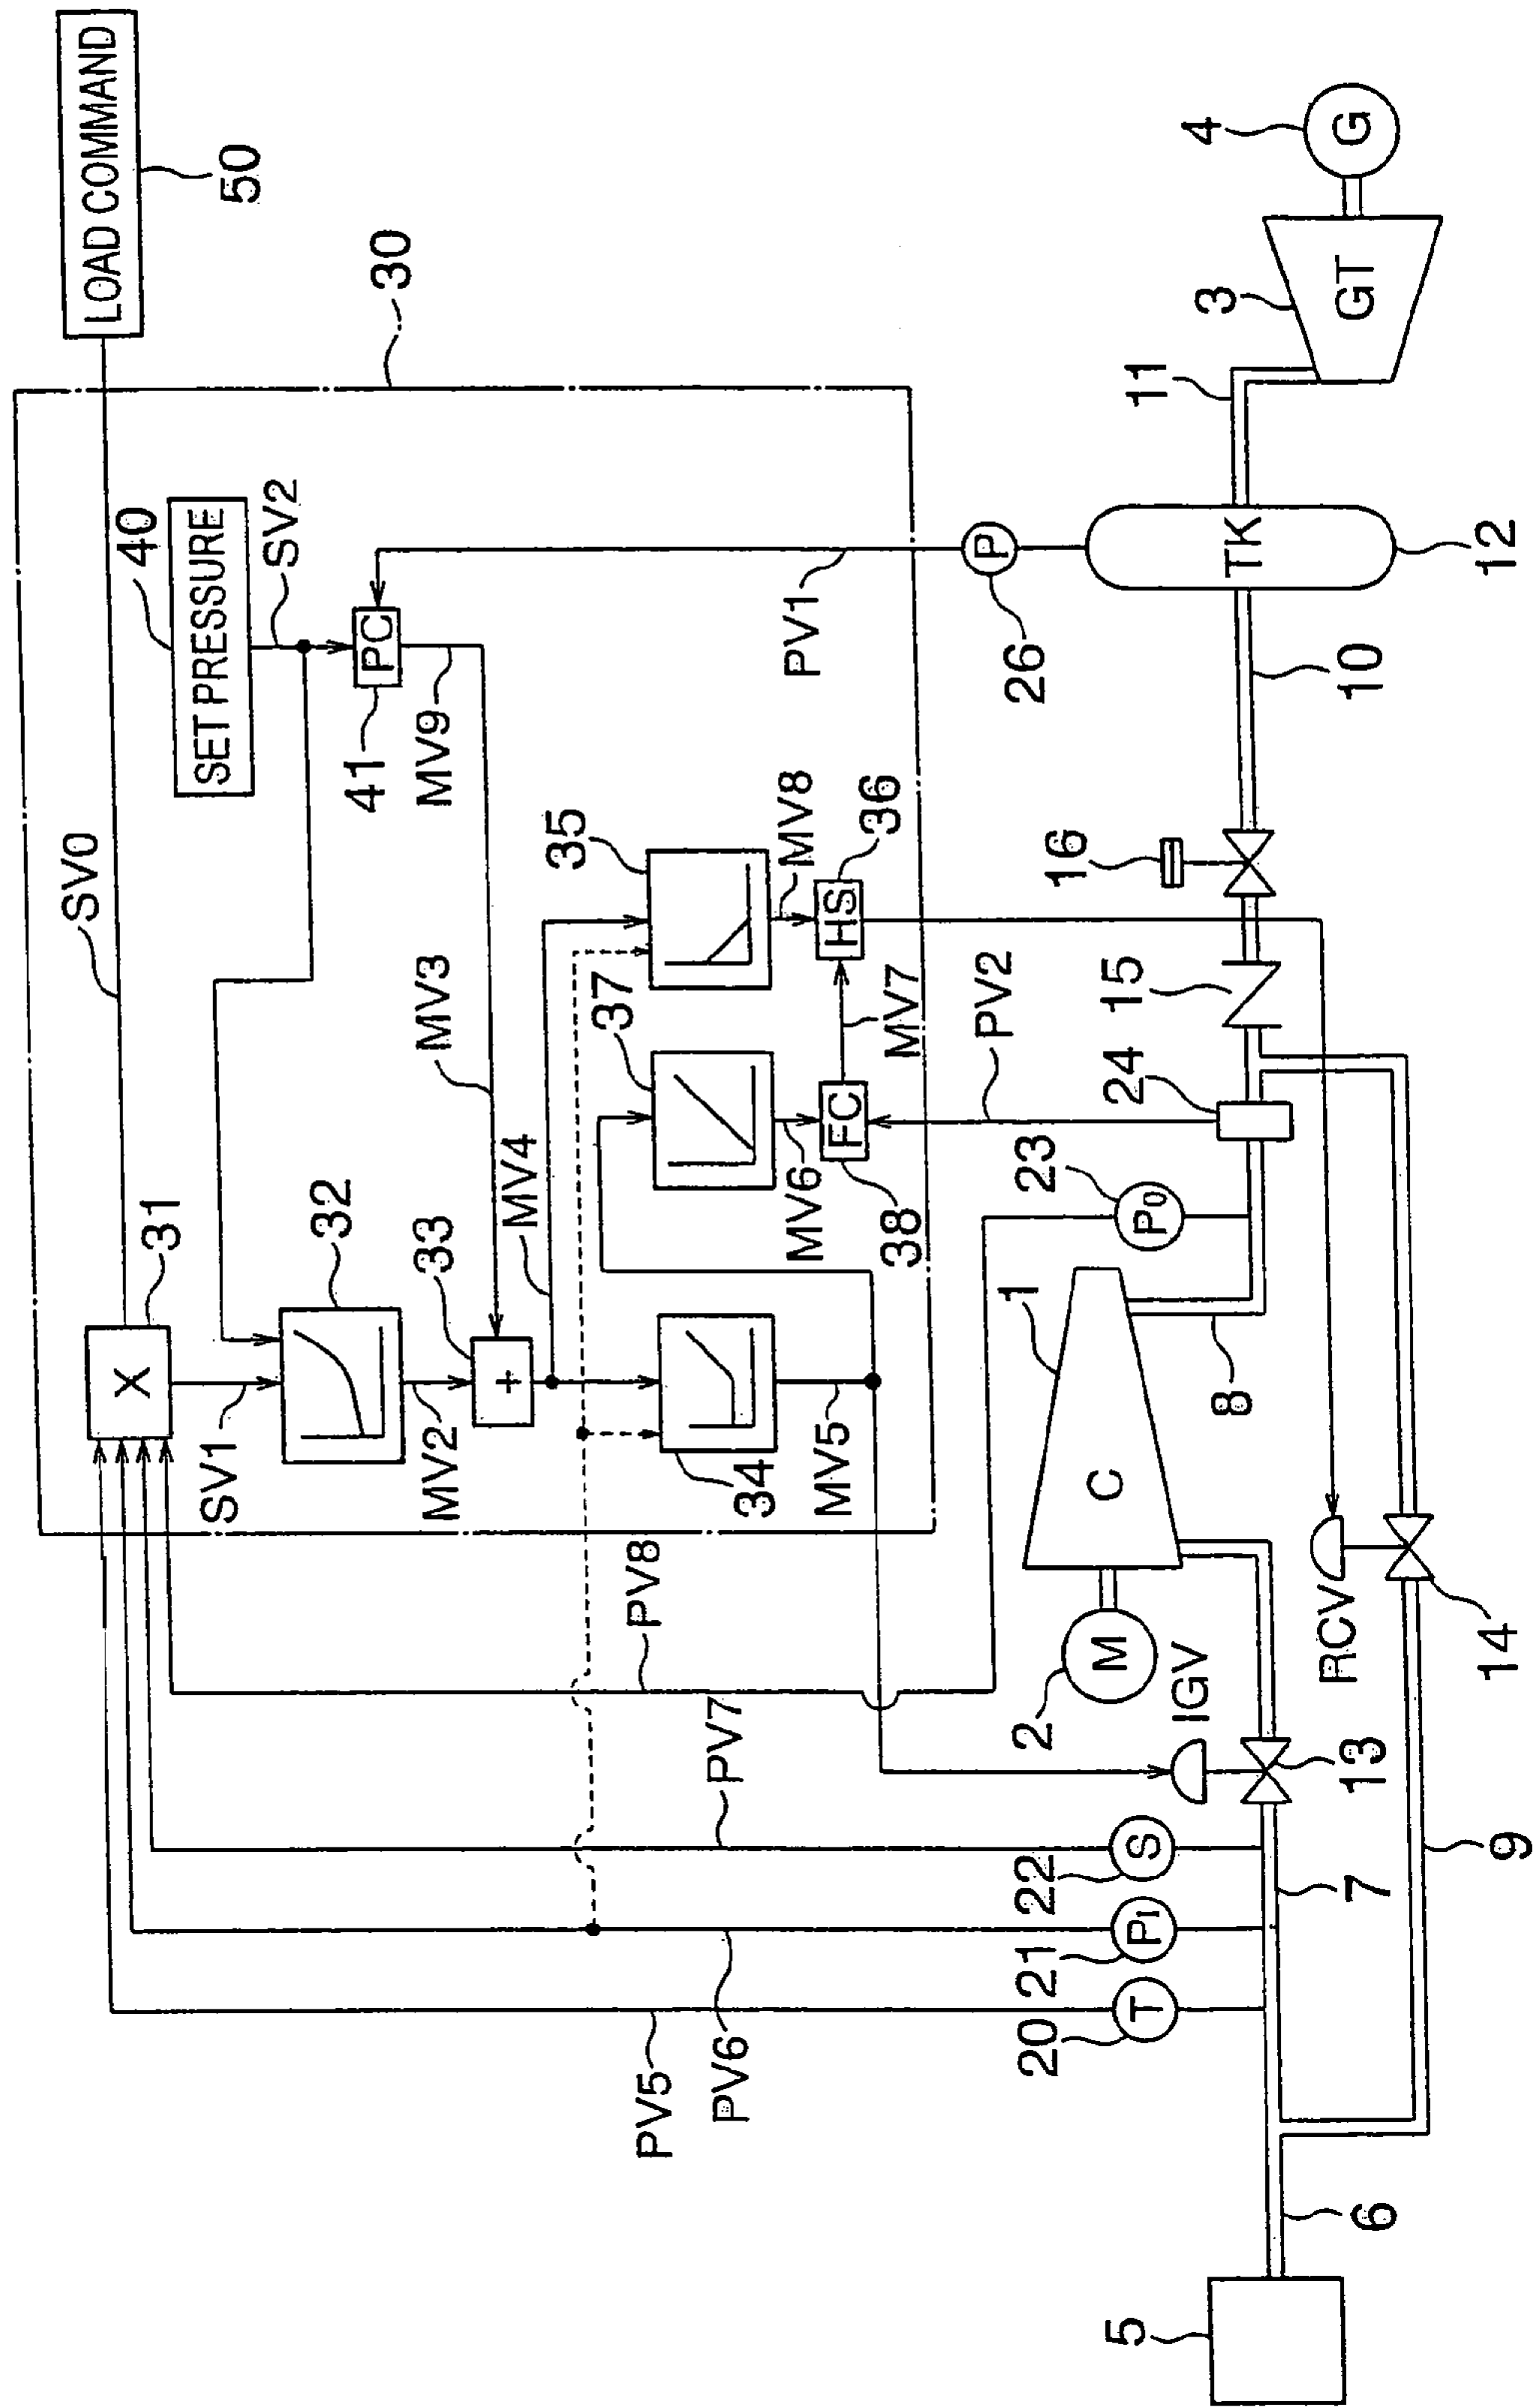 LOAD COMMAND
50
30
SV0
40
SET PRESSURE
SV2
PC
41
MV9
PV1
P
26
31
X
SV1
32
MV2
33
+
MV3
MV4
34
MV5
35
MV8
HS
36
37
MV6
FC
38
MV7
PV2
PV5
PV6
PV7
PV8
4
G
3
GT
11
TK
12
10
16
15
24
23
P0
1
C
8
M
2
IGV
13
RCV
14
S
22
PI
21
T
20
7
9
6
5